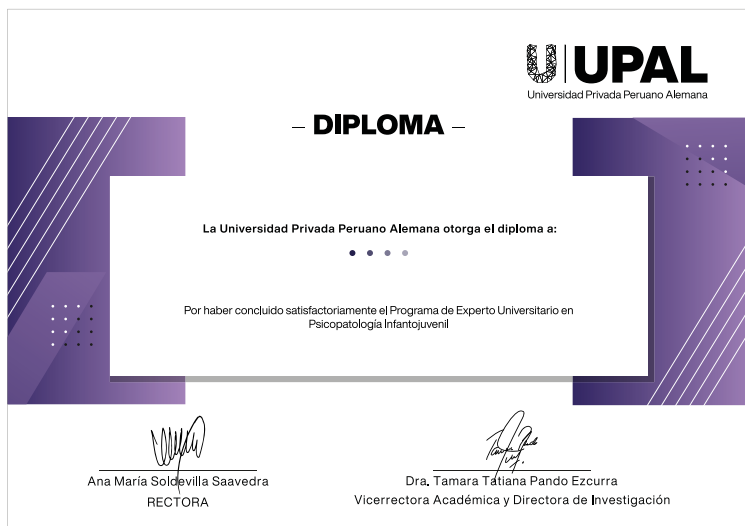 UPAL
Universidad Privada Peruano Alemana
– DIPLOMA –
La Universidad Privada Peruano Alemana otorga el diploma a:
Por haber concluido satisfactoriamente el Programa de Experto Universitario en
Psicopatología Infantojuvenil
Ana María Soldevilla Saavedra
RECTORA
Dra. Tamara Tatiana Pando Ezcurra
Vicerrectora Académica y Directora de Investigación